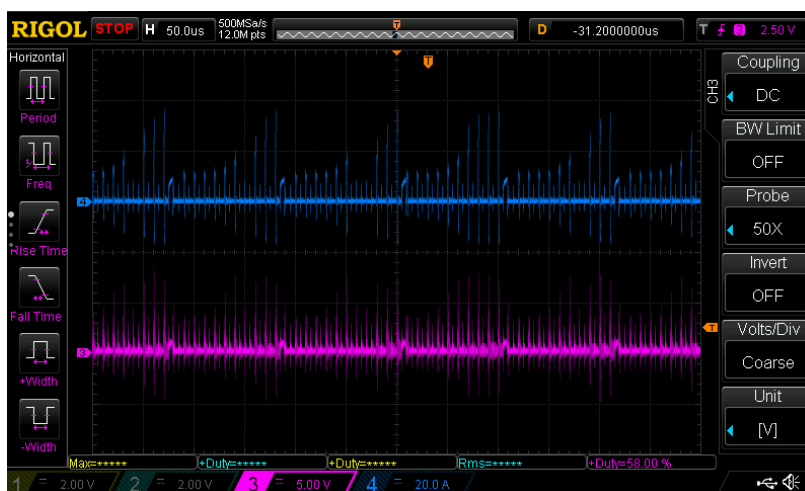 RIGOL STOP H 50.0us 500MSa/s D -31.2000000us T 3 2.50 V
12.0M pts
Horizontal
Period
Freq
Rise Time
Fall Time
+Width
-Width
T
T
4
3
T
CH3
Coupling
DC
BW Limit
OFF
Probe
50X
Invert
OFF
Volts/Div
Coarse
Unit
[V]
Max=***** +Duty=***** +Duty=***** Rms=***** +Duty=58.00 %
1 = 2.00 V 2 = 2.00 V 3 = 5.00 V 4 = 20.0 A